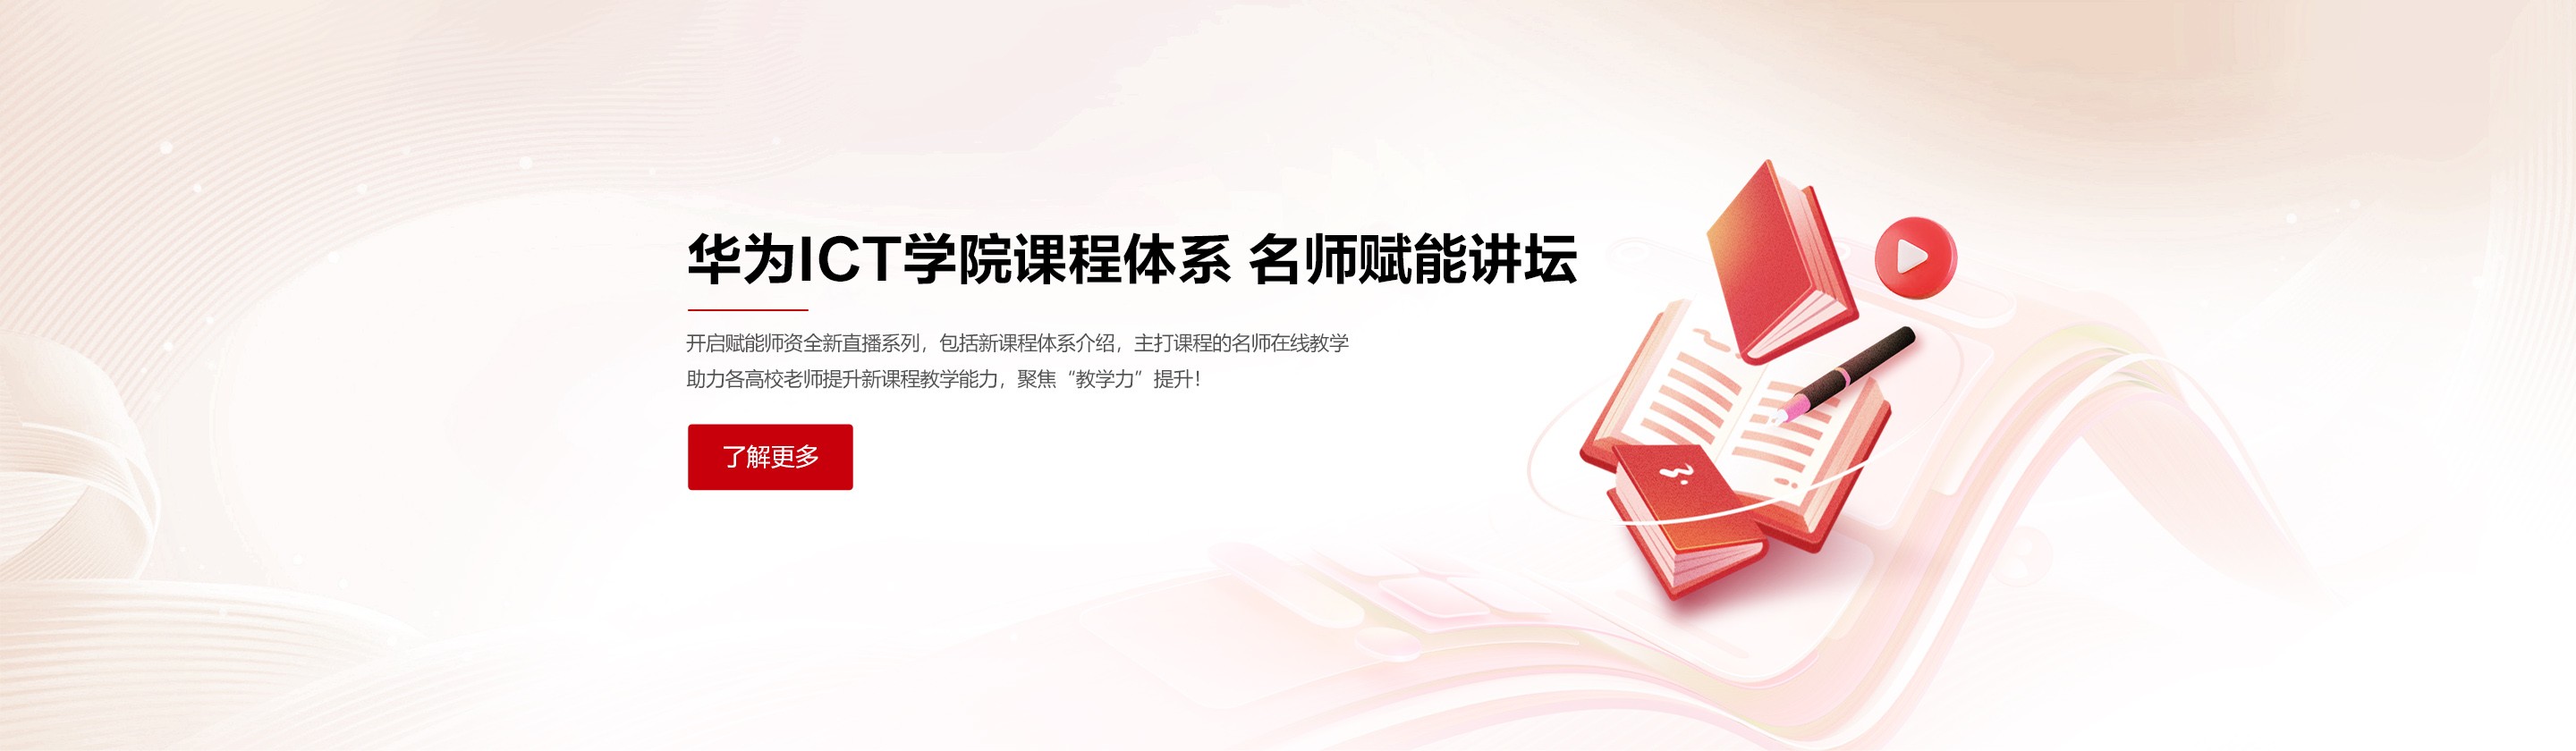 华为ICT学院课程体系 名师赋能讲坛
开启赋能师资全新直播系列，包括新课程体系介绍，主打课程的名师在线教学
助力各高校老师提升新课程教学能力，聚焦“教学力”提升！
了解更多